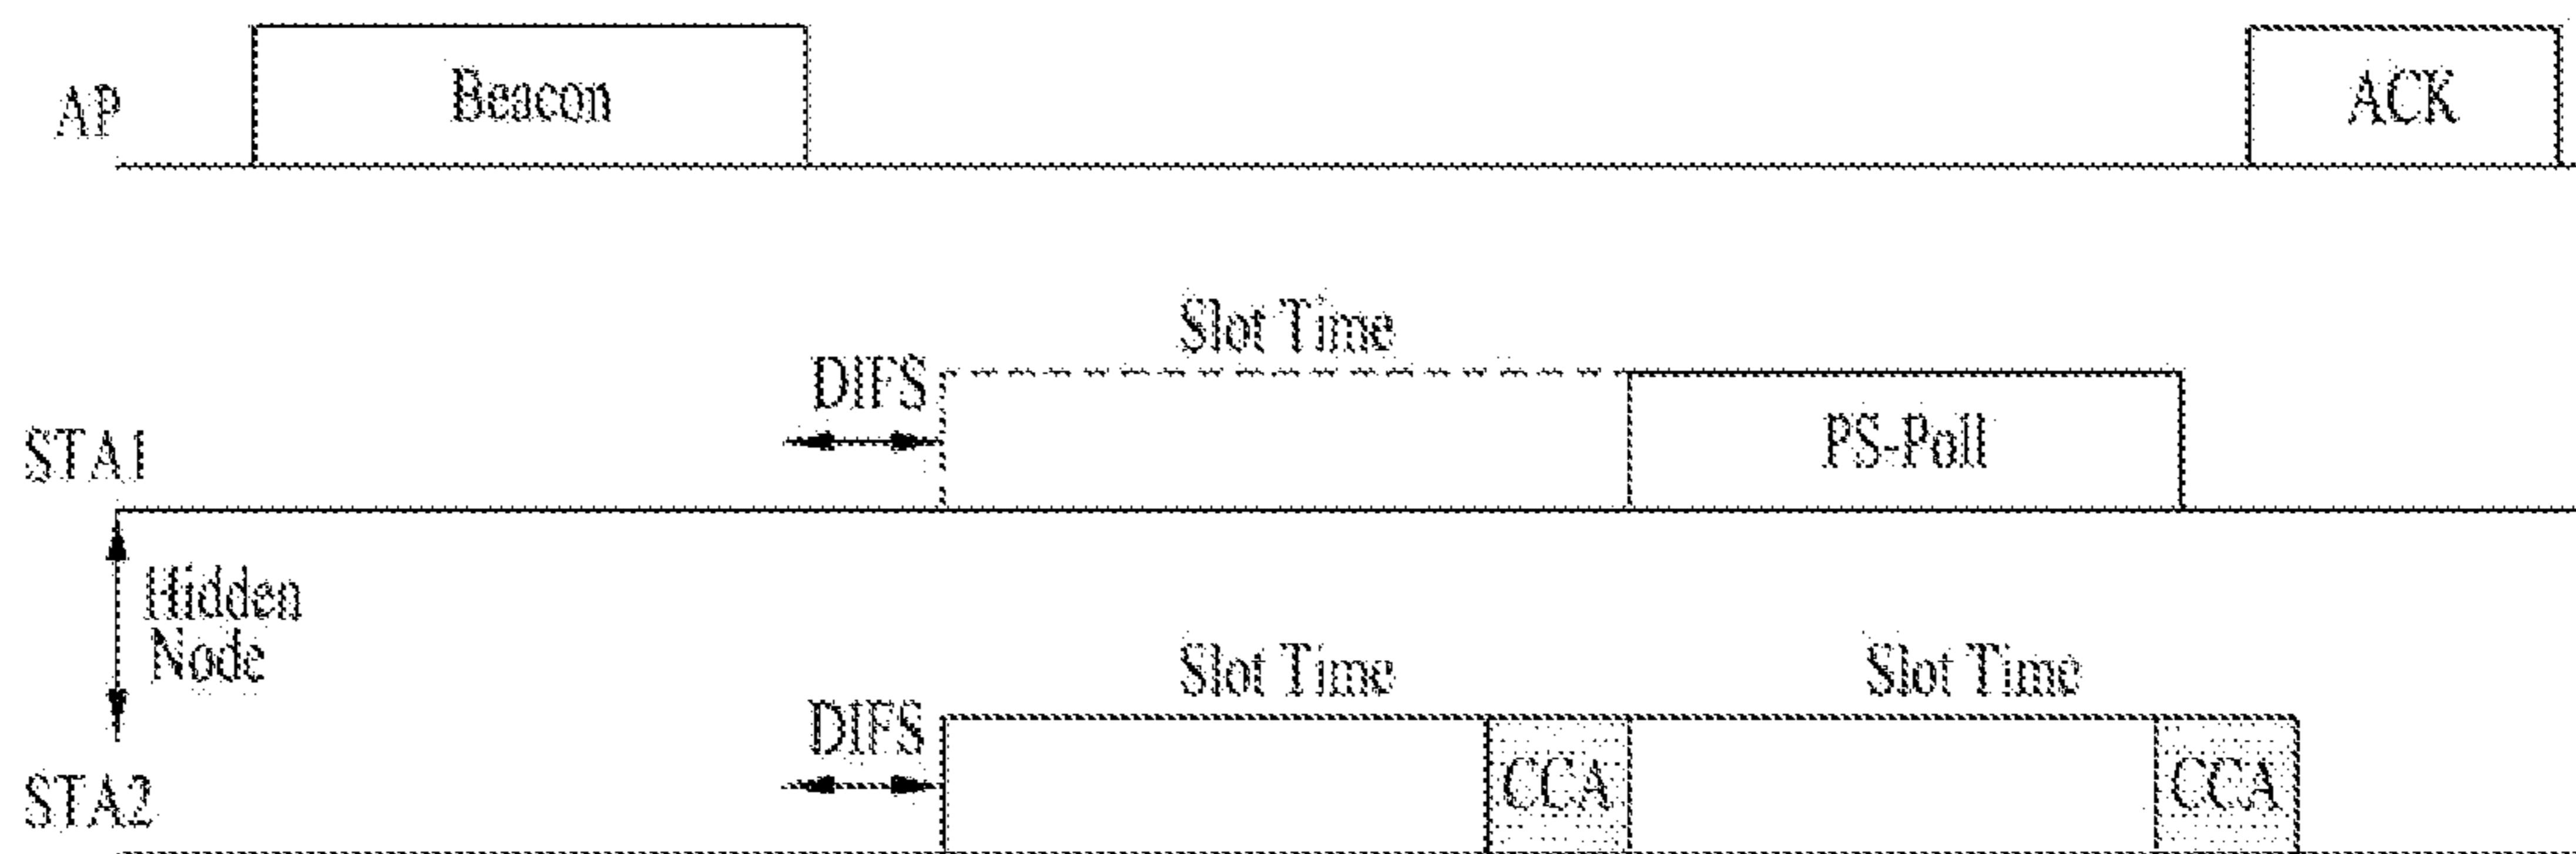 AP
Beacon
ACK
Slot Time
DIFS
STA1
PS-Poll
Hidden
Node
Slot Time
Slot Time
DIFS
STA2
CCA
CCA